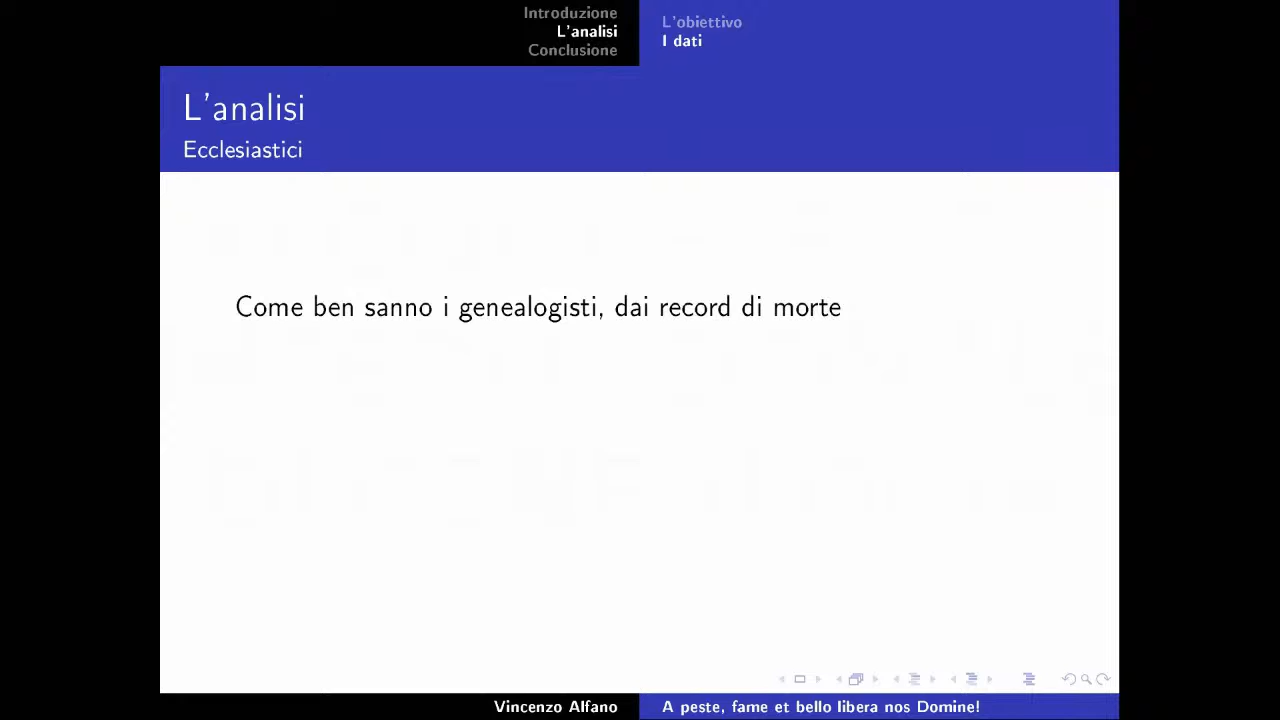 Introduzione
L'analisi
Conclusione
L'obiettivo
I dati
L'analisi
Ecclesiastici
Come ben sanno i genealogisti, dai record di morte
Vincenzo Alfano
A peste, fame et bello libera nos Domine!